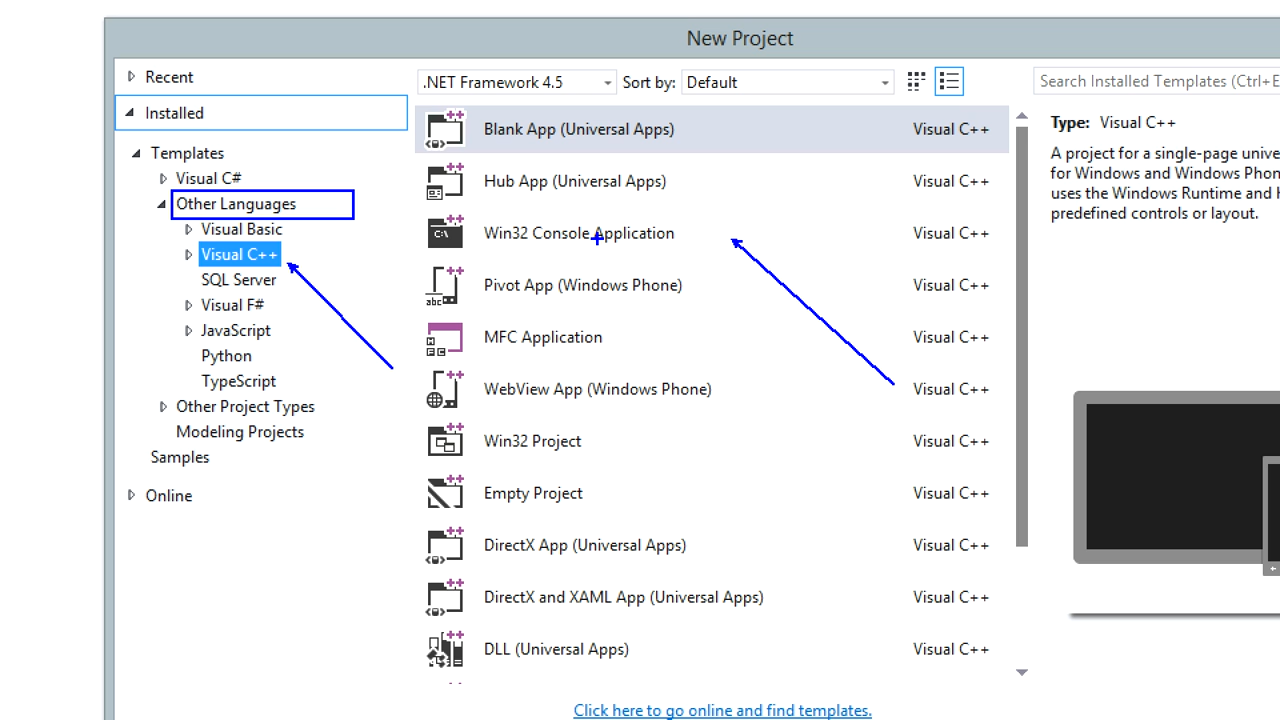 New Project
Recent
Installed
Templates
Visual C#
Other Languages
Visual Basic
Visual C++
SQL Server
Visual F#
JavaScript
Python
TypeScript
Other Project Types
Modeling Projects
Samples
Online
.NET Framework 4.5 Sort by: Default
Blank App (Universal Apps) Visual C++
Hub App (Universal Apps) Visual C++
Win32 Console Application Visual C++
Pivot App (Windows Phone) Visual C++
MFC Application Visual C++
WebView App (Windows Phone) Visual C++
Win32 Project Visual C++
Empty Project Visual C++
DirectX App (Universal Apps) Visual C++
DirectX and XAML App (Universal Apps) Visual C++
DLL (Universal Apps) Visual C++
Click here to go online and find templates.
Search Installed Templates (Ctrl+E
Type: Visual C++
A project for a single-page unive
for Windows and Windows Phon
uses the Windows Runtime and
predefined controls or layout.